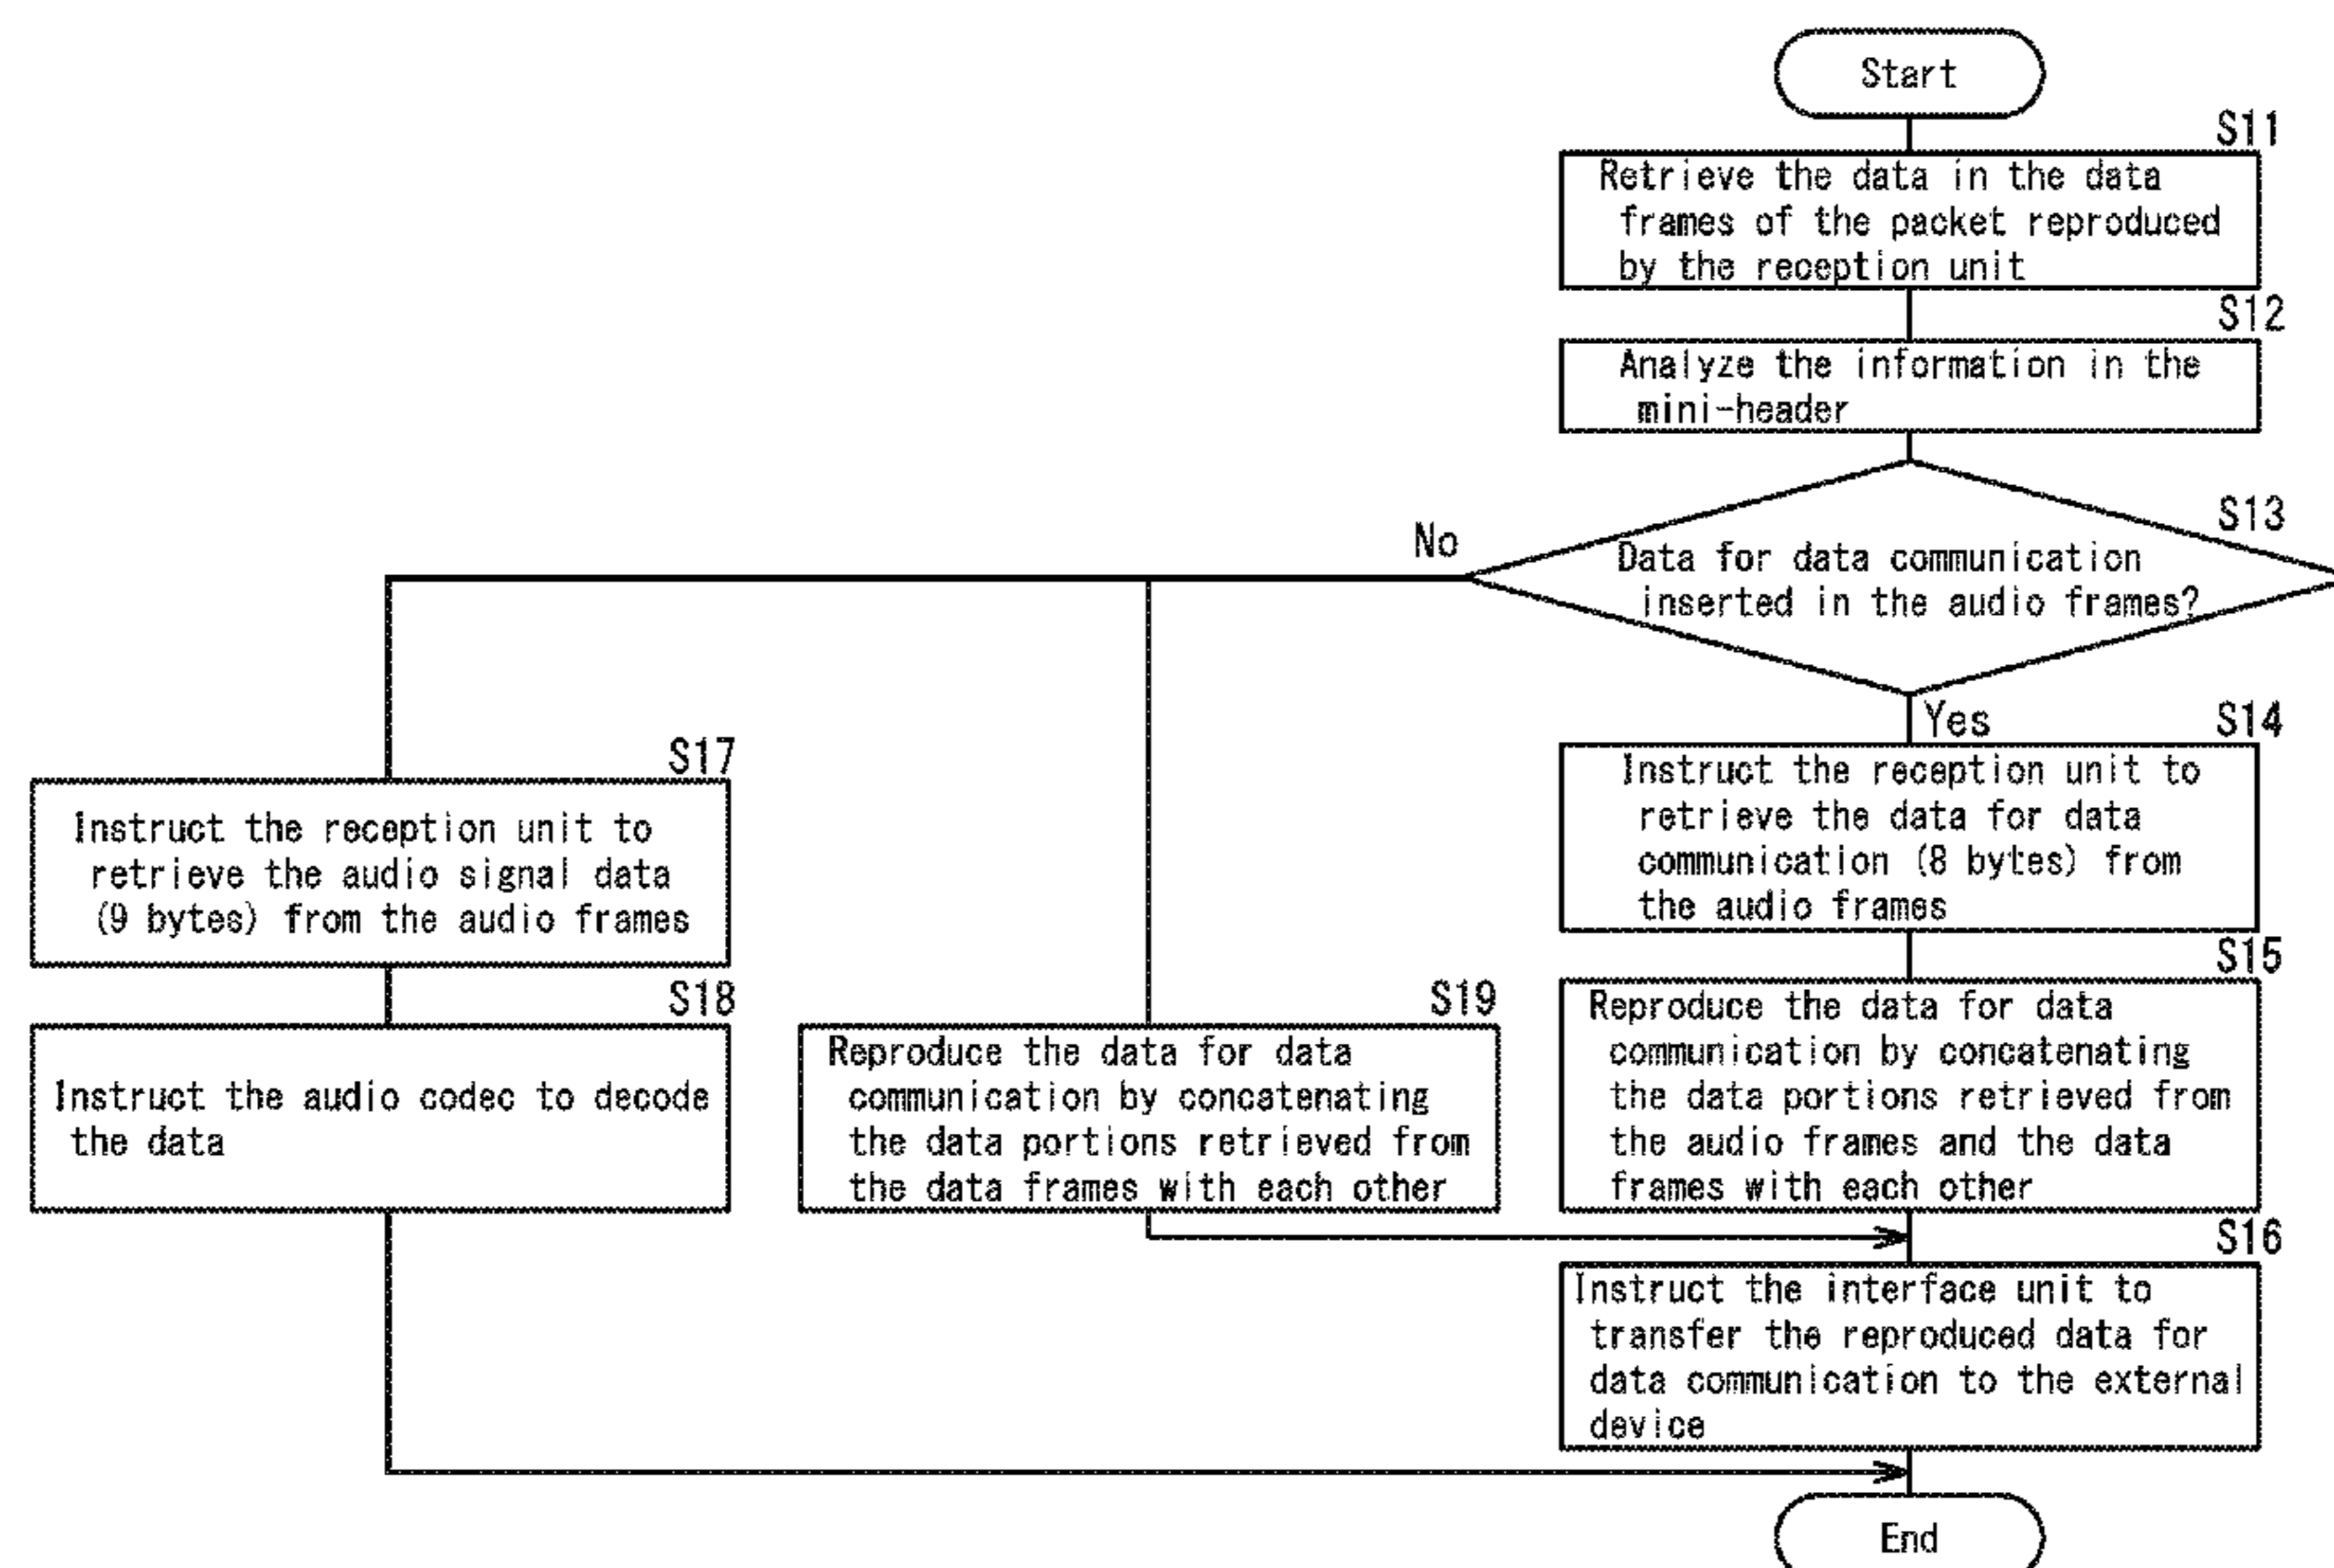 Start
S11
Retrieve the data in the data
frames of the packet reproduced
by the reception unit
S12
Analyze the information in the
mini-header
S13
Data for data communication
inserted in the audio frames?
No
Yes
S14
Instruct the reception unit to
retrieve the data for data
communication (8 bytes) from
the audio frames
S15
Reproduce the data for data
communication by concatenating
the data portions retrieved from
the audio frames and the data
frames with each other
S16
Instruct the interface unit to
transfer the reproduced data for
data communication to the external
device
S17
Instruct the reception unit to
retrieve the audio signal data
(9 bytes) from the audio frames
S18
Instruct the audio codec to decode
the data
S19
Reproduce the data for data
communication by concatenating
the data portions retrieved from
the data frames with each other
End